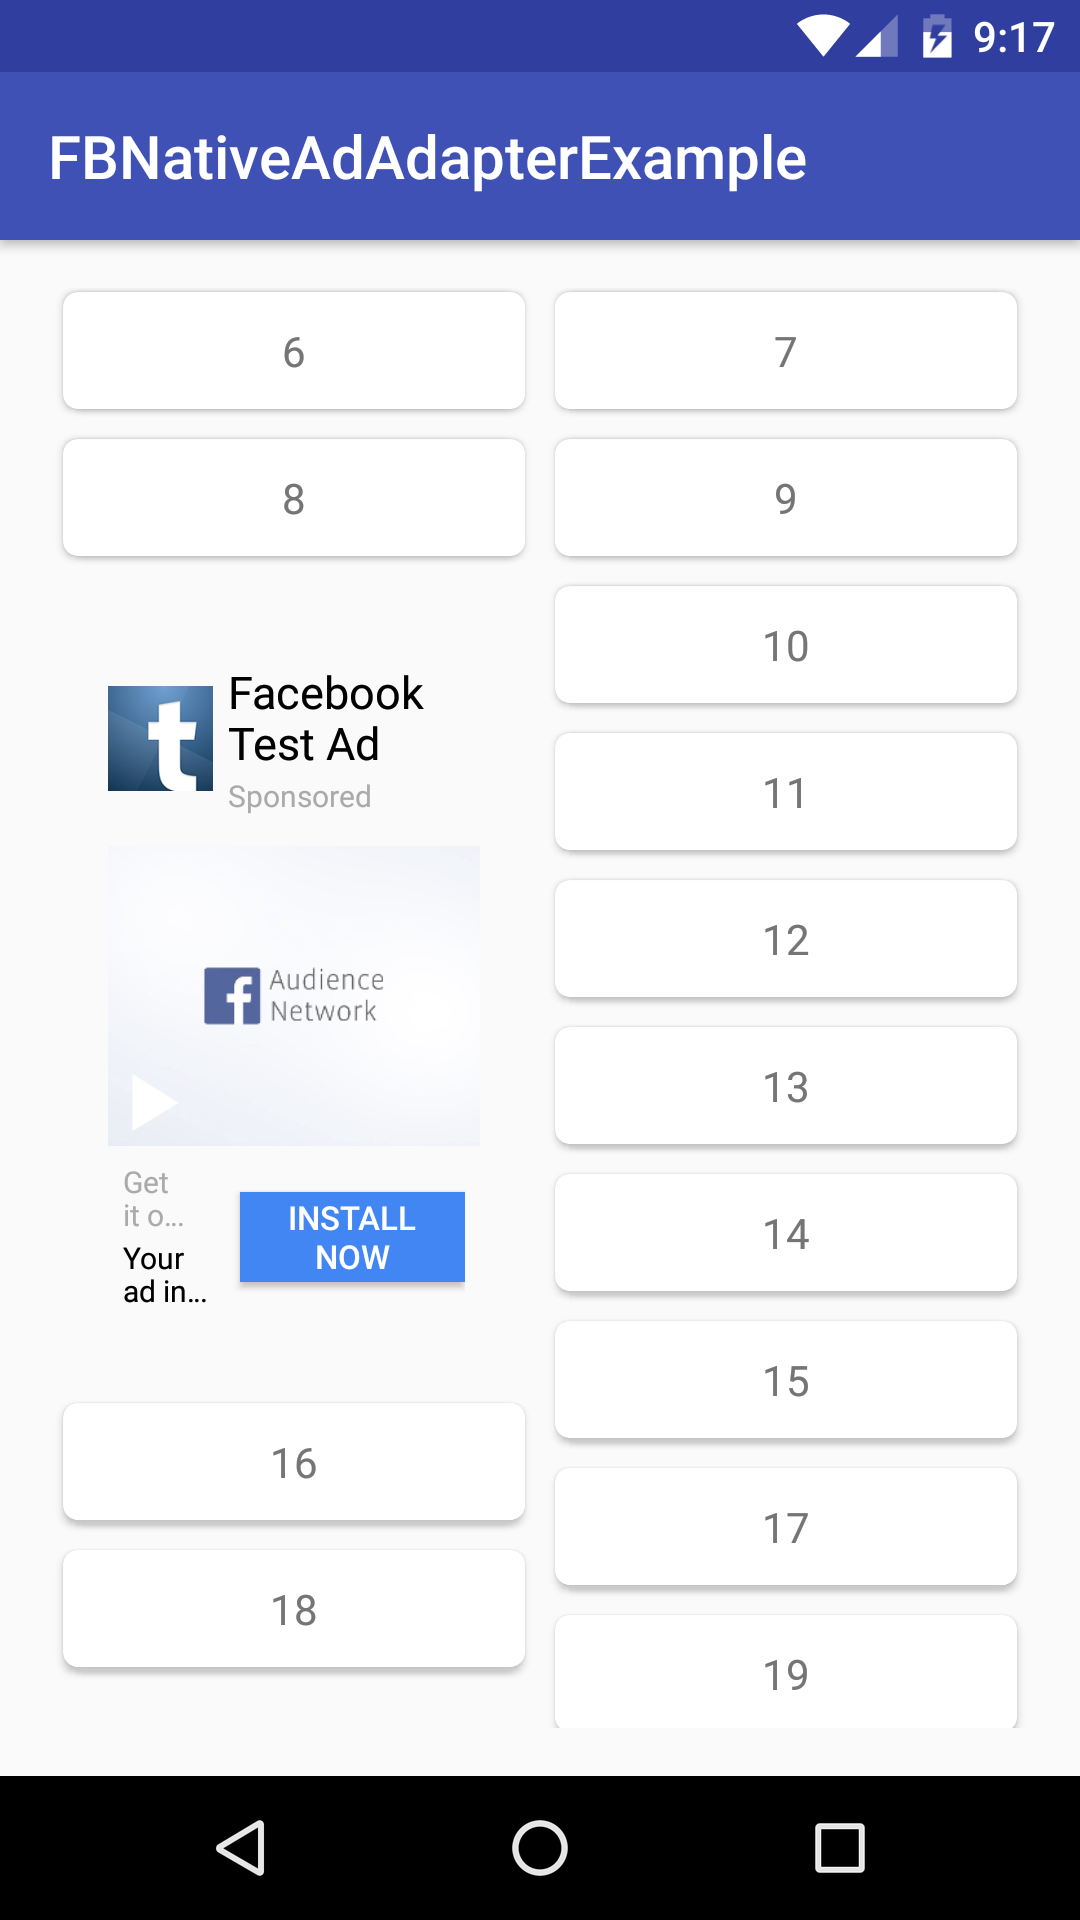 9:17
FBNativeAdAdapterExample
6
7
8
9
10
Facebook
Test Ad
Sponsored
11
Audience
Network
12
13
Get
it o...
Your
ad in...
INSTALL
NOW
14
15
16
17
18
19